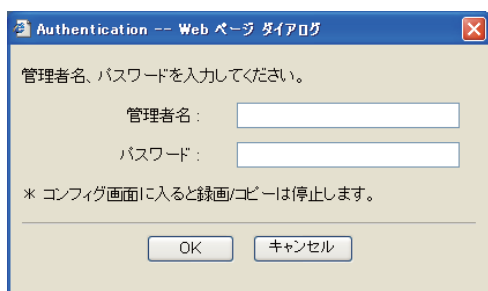 Authentication -- Web ページ ダイアログ
管理者名、パスワードを入力してください。
管理者名 :
パスワード :
* コンフィグ画面に入ると録画/コピーは停止します。
OK キャンセル